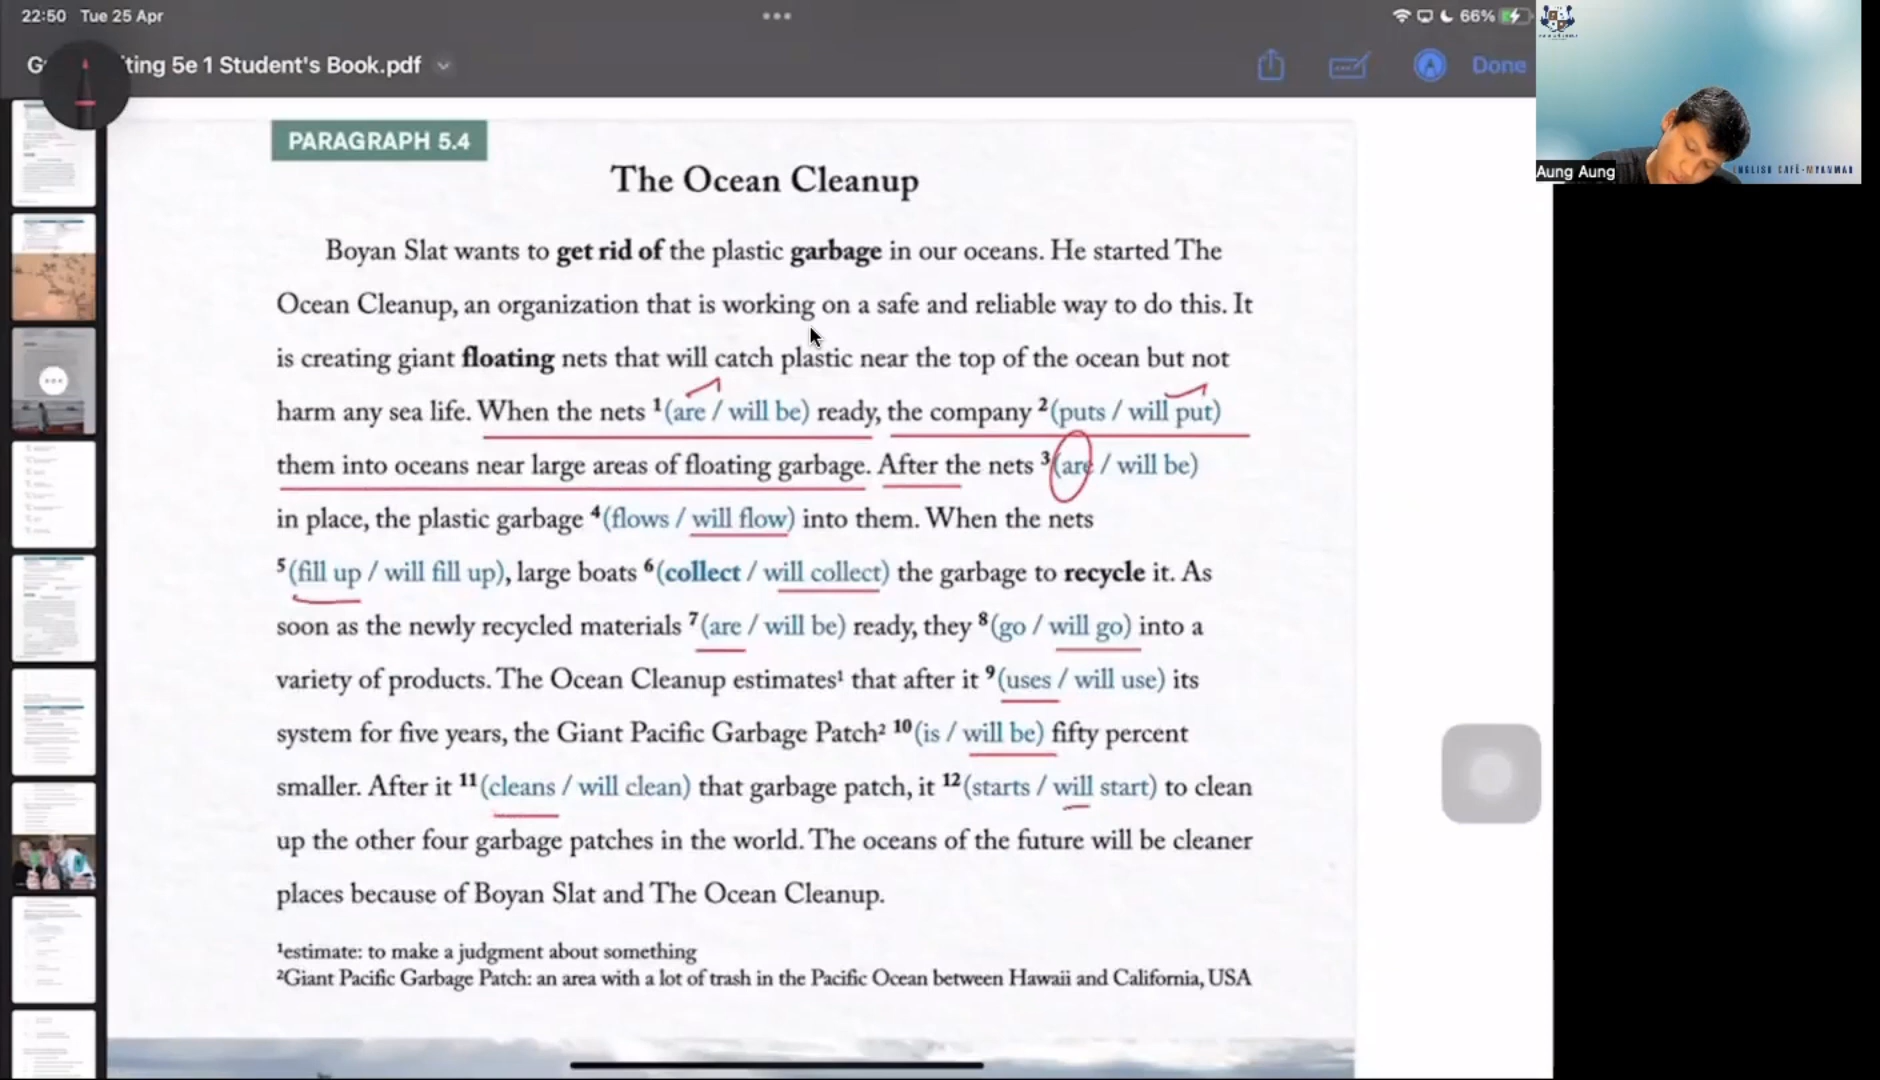 22:50 Tue 25 Apr
66%
ting 5e 1 Student's Book.pdf
Done
Aung Aung
ENGLISH CAFÉ-MYANMAR
PARAGRAPH 5.4
The Ocean Cleanup
Boyan Slat wants to get rid of the plastic garbage in our oceans. He started The
Ocean Cleanup, an organization that is working on a safe and reliable way to do this. It
is creating giant floating nets that will catch plastic near the top of the ocean but not
harm any sea life. When the nets ¹(are / will be) ready, the company ²(puts / will put)
them into oceans near large areas of floating garbage. After the nets ³(are / will be)
in place, the plastic garbage ⁴(flows / will flow) into them. When the nets
⁵(fill up / will fill up), large boats ⁶(collect / will collect) the garbage to recycle it. As
soon as the newly recycled materials ⁷(are / will be) ready, they ⁸(go / will go) into a
variety of products. The Ocean Cleanup estimates¹ that after it ⁹(uses / will use) its
system for five years, the Giant Pacific Garbage Patch² ¹⁰(is / will be) fifty percent
smaller. After it ¹¹(cleans / will clean) that garbage patch, it ¹²(starts / will start) to clean
up the other four garbage patches in the world. The oceans of the future will be cleaner
places because of Boyan Slat and The Ocean Cleanup.
¹estimate: to make a judgment about something
²Giant Pacific Garbage Patch: an area with a lot of trash in the Pacific Ocean between Hawaii and California, USA